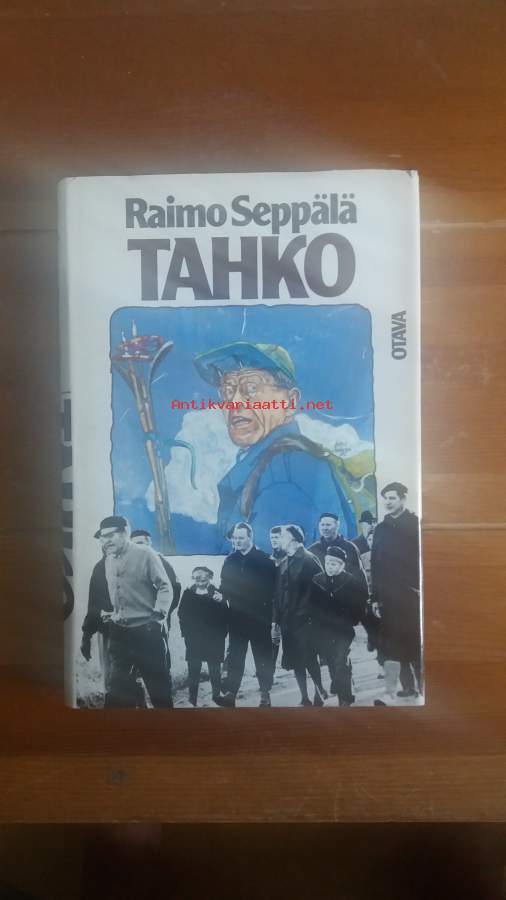 Raimo Seppälä
TAHKO
OTAVA
Antikvariaatti.net